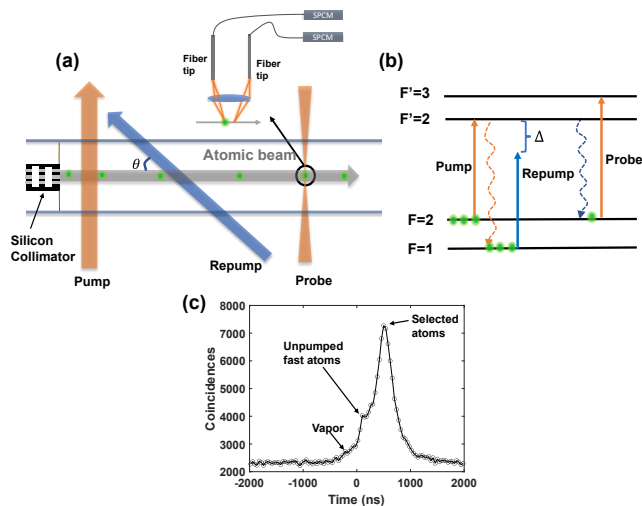 SPCM
SPCM
Fiber
tip
Fiber
tip
(a)
θ
Atomic beam
Silicon
Collimator
Pump
Repump
Probe
(b)
F'=3
F'=2
Δ
Pump
Repump
Probe
F=2
F=1
(c)
8000
7000
6000
5000
4000
3000
2000
Coincidences
Selected
atoms
Unpumped
fast atoms
Vapor
-2000
-1000
0
1000
2000
Time (ns)